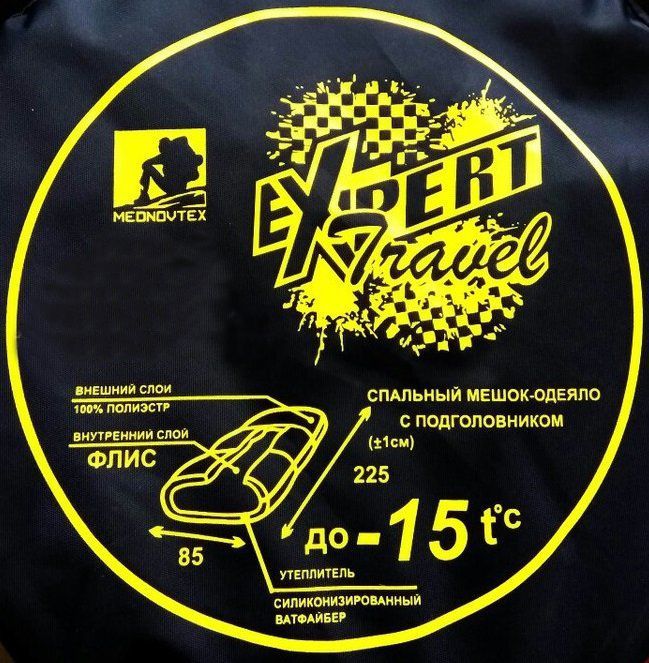 MEDNOVTEX
EXPERT
Travel
ВНЕШНИЙ СЛОИ
100% ПОЛИЭСТР
ВНУТРЕННИЙ СЛОЙ
ФЛИС
СПАЛЬНЫЙ МЕШОК-ОДЕЯЛО
С ПОДГОЛОВНИКОМ
(±1см)
225
85
до -15 t°c
УТЕПЛИТЕЛЬ
СИЛИКОНИЗИРОВАННЫЙ
ВАТФАЙБЕР